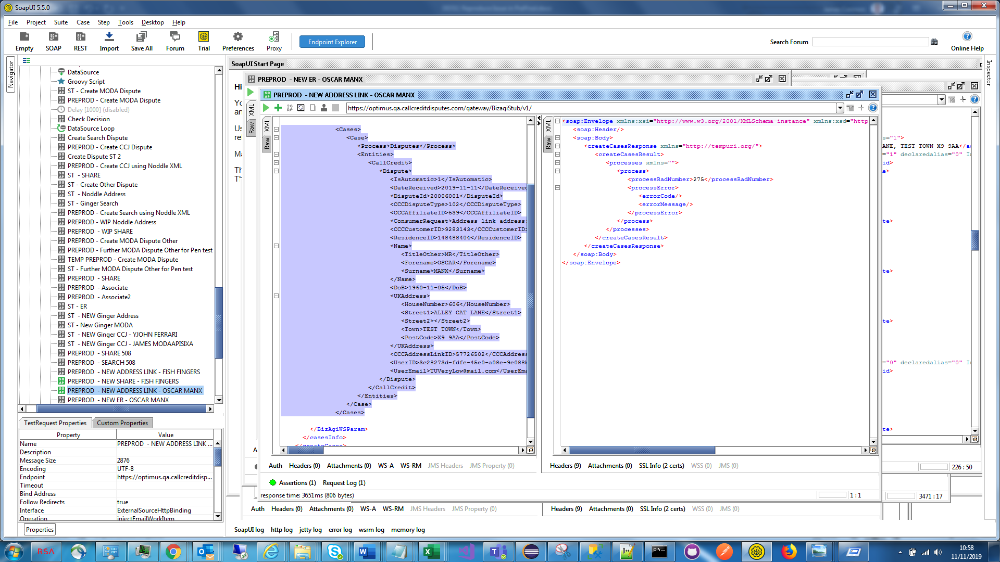 SoapUI 5.5.0
File Project Suite Case Step Tools Desktop Help
Empty SOAP REST Import Save All Forum Trial Preferences Proxy
Endpoint Explorer
Search Forum
Online Help
Navigator
Inspector
DataSource
Groovy Script
ST - Create MODA Dispute
PREPROD - Create MODA Dispute
Delay [1000] (disabled)
Check Decision
DataSource Loop
Create Search Dispute
PREPROD - Create CCJ Dispute
Create Dispute ST 2
PREPROD - Create CCJ using Noddle XML
ST - SHARE
ST - Create Other Dispute
ST - Noddle Address
ST - Ginger Search
PREPROD - Create Search using Noddle XML
PREPROD - WIP Noddle Address
PREPROD - WIP SHARE
PREPROD - Create MODA Dispute Other
PREPROD - Further MODA Dispute Other for Pen test
TEMP PREPROD - Create MODA Dispute
ST - Further MODA Dispute Other for Pen test
PREPROD - SHARE
PREPROD - Associate
PREPROD - Associate2
ST - ER
ST - NEW Ginger Address
ST - New Ginger MODA
ST - NEW Ginger CCJ - YJOHN FERRARI
ST - NEW Ginger CCJ - JAMES MODAAPISIXA
PREPROD - SHARE 508
PREPROD - SEARCH 508
PREPROD - NEW ADDRESS LINK - FISH FINGERS
PREPROD - NEW SHARE - FISH FINGERS
PREPROD - NEW ADDRESS LINK - OSCAR MANX
PREPROD - NEW ER - OSCAR MANX
TestRequest Properties Custom Properties
Property Value
Name PREPROD - NEW ADDRESS LINK ...
Description
Message Size 2876
Encoding UTF-8
Endpoint https://optimus.qa.callcreditdisp...
Timeout
Bind Address
Follow Redirects true
Interface ExternalSourceHttpBinding
Operation injectEmailWorkItem
Properties
SoapUI Start Page
PREPROD - NEW ER - OSCAR MANX
PREPROD - NEW ADDRESS LINK - OSCAR MANX
https://optimus.qa.callcreditdisputes.com/gateway/BizagiStub/v1/
XML
Raw
XML
Raw
<Cases>
<Case>
<Process>Disputes</Process>
<Entities>
<CallCredit>
<Dispute>
<IsAutomatic>1</IsAutomatic>
<DateReceived>2019-11-11</DateReceived
<DisputeId>20006001</DisputeId>
<CCCDisputeType>102</CCCDisputeType>
<CCCAffiliateID>539</CCCAffiliateID>
<ConsumerRequest>Address link address:
<CCCCustomerID>9283143</CCCCustomerID>
<ResidenceID>148488404</ResidenceID>
<Name>
<TitleOther>MR</TitleOther>
<Forename>OSCAR</Forename>
<Surname>MANX</Surname>
</Name>
<DoB>1960-11-05</DoB>
<UKAddress>
<HouseNumber>606</HouseNumber>
<Street1>ALLEY CAT LANE</Street1>
<Street2></Street2>
<Town>TEST TOWN</Town>
<PostCode>X9 9AA</PostCode>
</UKAddress>
<CCCAddressLinkID>57726502</CCCAddress
<UserID>3c28273d-fdfe-45e0-a08e-9e088b
<UserEmail>TUVeryLow@mail.com</UserEma
</Dispute>
</CallCredit>
</Entities>
</Case>
</Cases>
</BizAgiWSParam>
</casesInfo>
</createCases>
XML
Raw
<soap:Envelope xmlns:xsi="http://www.w3.org/2001/XMLSchema-instance" xmlns:xsd="http
<soap:Header/>
<soap:Body>
<createCasesResponse xmlns="http://tempuri.org/">
<createCasesResult>
<processes xmlns="">
<process>
<processRadNumber>275</processRadNumber>
<processError>
<errorCode/>
<errorMessage/>
</processError>
</process>
</processes>
</createCasesResult>
</createCasesResponse>
</soap:Body>
</soap:Envelope>
s="1">
ANE, TEST TOWN X9 9AA</ad
"1" declaredalias="0" I
id>
e>
te>
te>
te>
"0" declaredalias="0" I
id>
te>
Auth Headers (0) Attachments (0) WS-A WS-RM JMS Headers JMS Property (0)
Headers (9) Attachments (0) SSL Info (2 certs) WSS (0) JMS (0)
226 : 50
Assertions (1) Request Log (1)
response time: 3651ms (806 bytes)
1 : 1
3471 : 17
Auth Headers (0) Attachments (0) WS-A WS-RM JMS Headers JMS Property (0)
Headers (9) Attachments (0) SSL Info (2 certs) WSS (0) JMS (0)
SoapUI log http log jetty log error log wsrm log memory log
RSA
10:58
11/11/2019